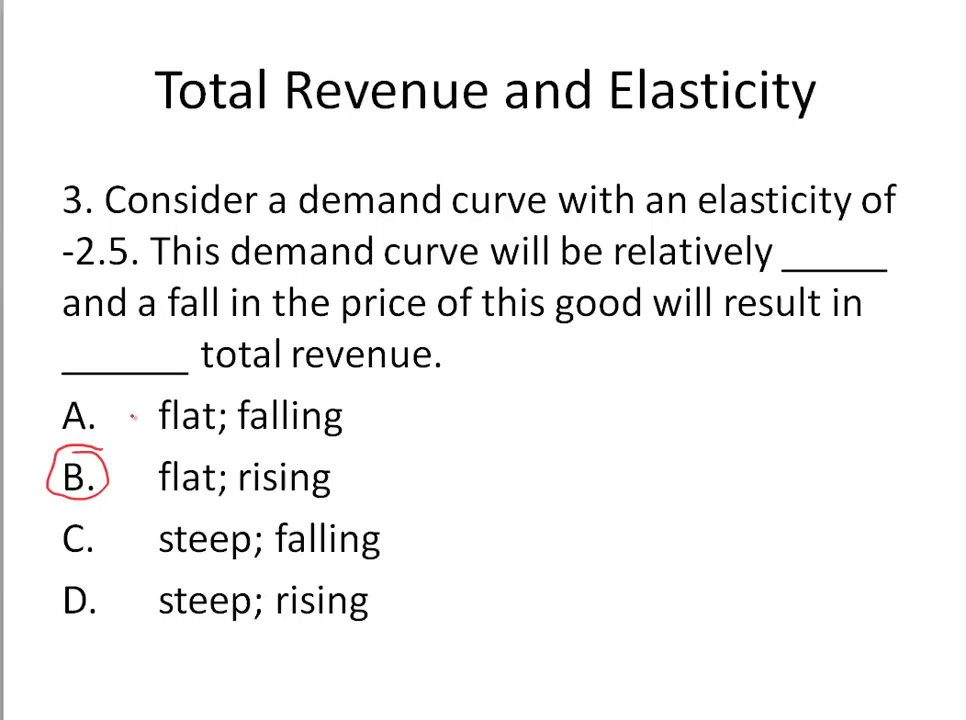 Total Revenue and Elasticity
3. Consider a demand curve with an elasticity of
-2.5. This demand curve will be relatively _____
and a fall in the price of this good will result in
______ total revenue.
A. flat; falling
B. flat; rising
C. steep; falling
D. steep; rising